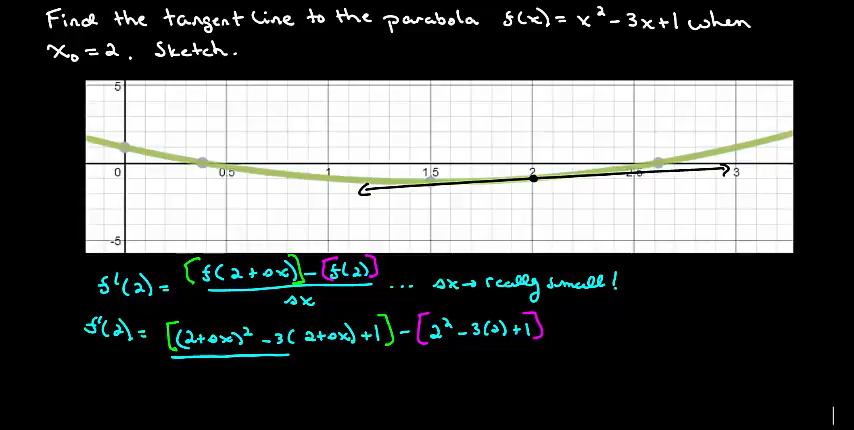 Find the tangent line to the parabola f(x) = x² - 3x + 1 when
x₀ = 2. Sketch.
5
0 0.5 1 1.5 2 2.5 3
-5
f'(2) = [f(2 + Δx)] - [f(2)] / Δx ... Δx → really small!
f'(2) = [(2+Δx)² - 3(2+Δx) + 1] - [2² - 3(2) + 1]